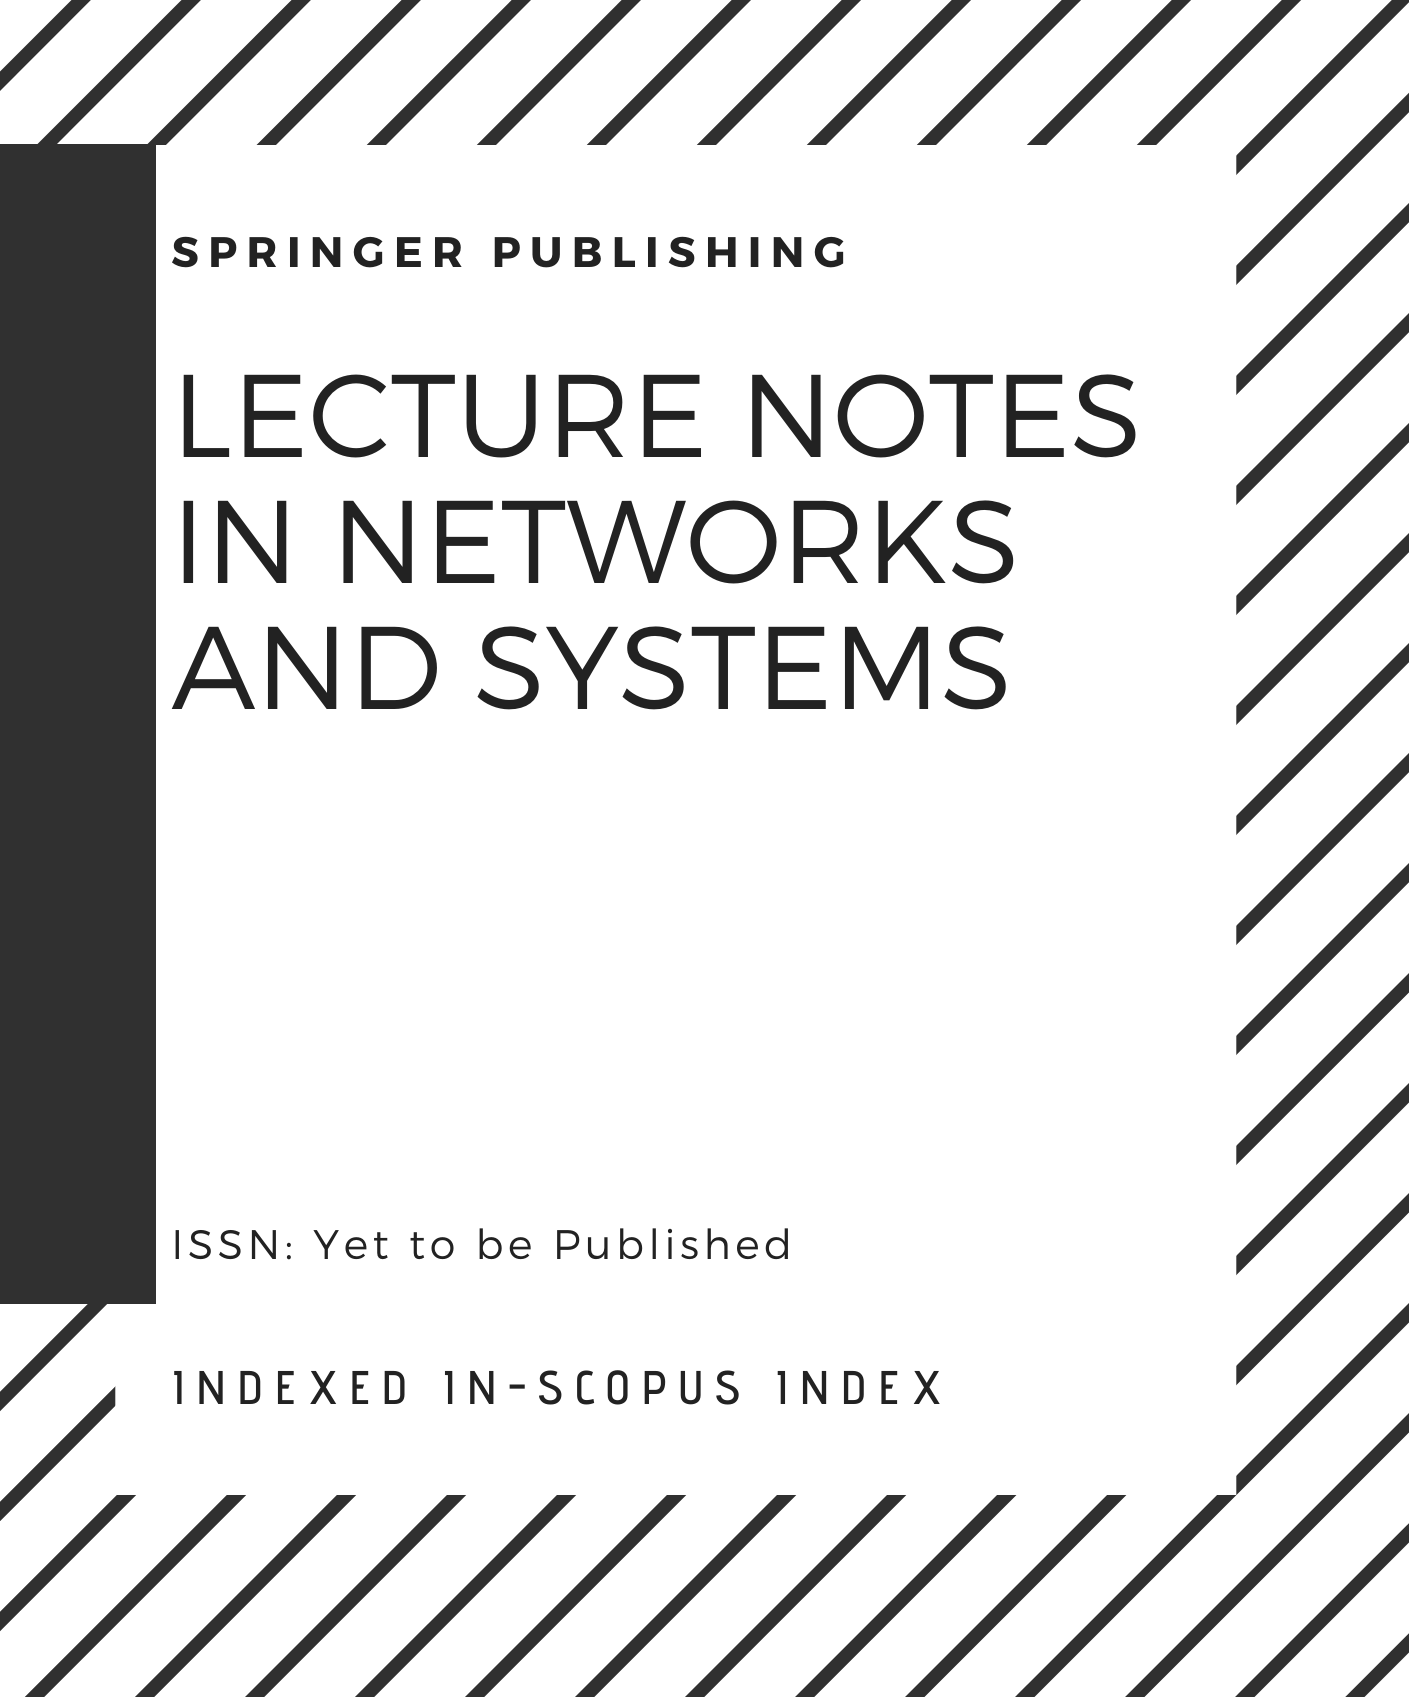 SPRINGER PUBLISHING
LECTURE NOTES
IN NETWORKS
AND SYSTEMS
ISSN: Yet to be Published
INDEXED IN-SCOPUS INDEX